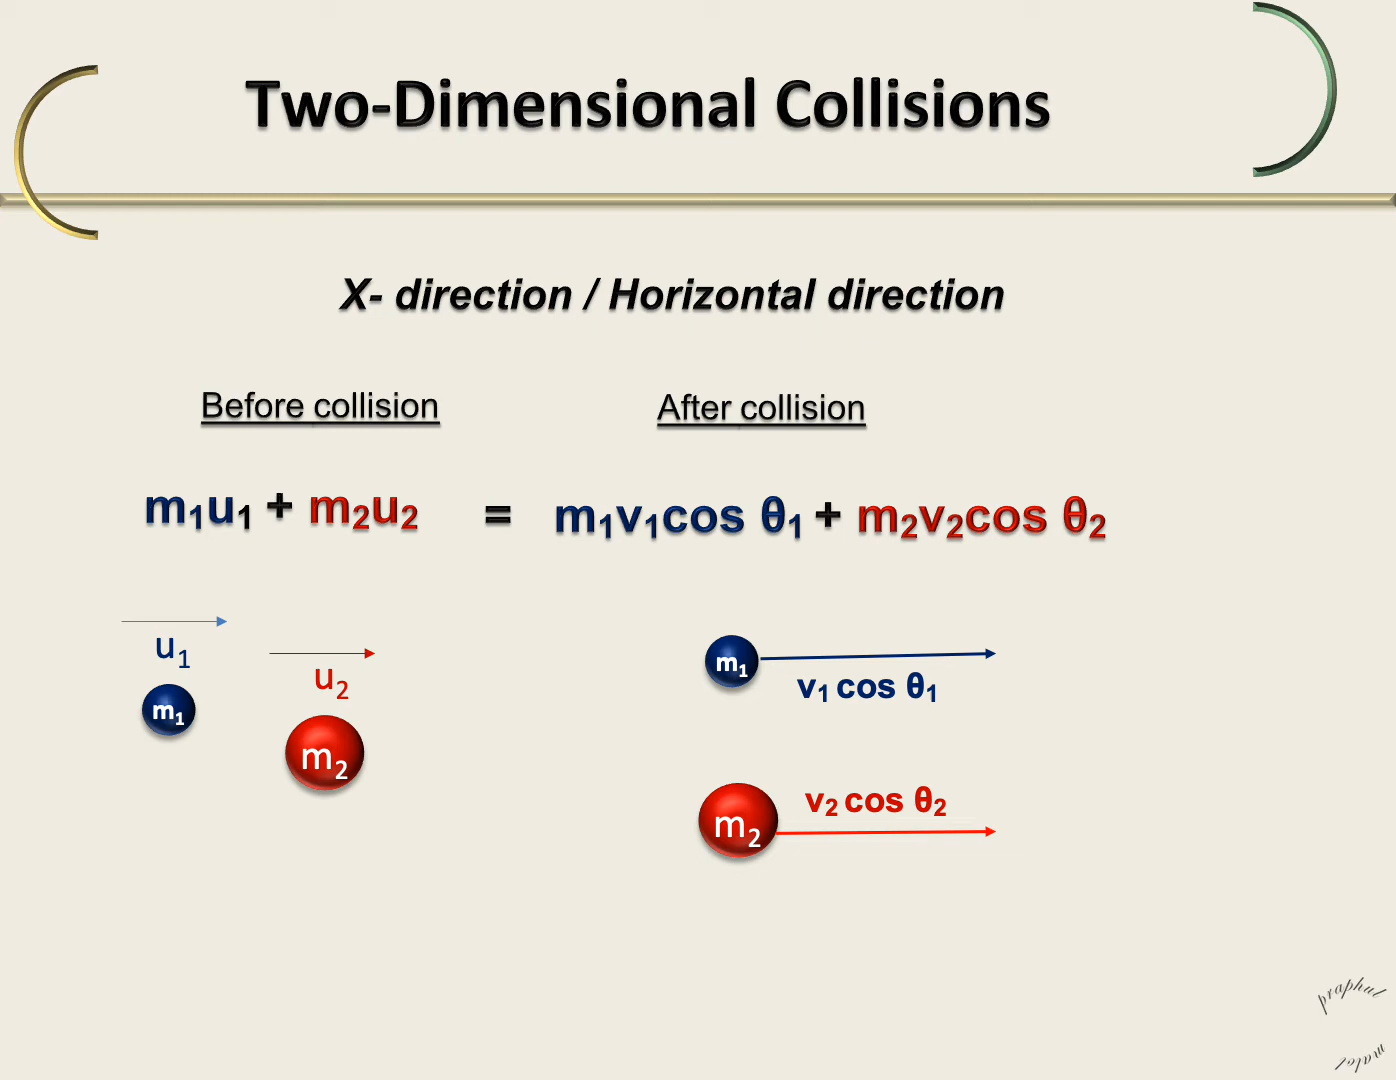 Two-Dimensional Collisions
X- direction / Horizontal direction
Before collision
After collision
m₁u₁ + m₂u₂ = m₁v₁cos θ₁ + m₂v₂cos θ₂
u₁
u₂
m₁
m₂
m₁
v₁ cos θ₁
v₂ cos θ₂
m₂
praphul